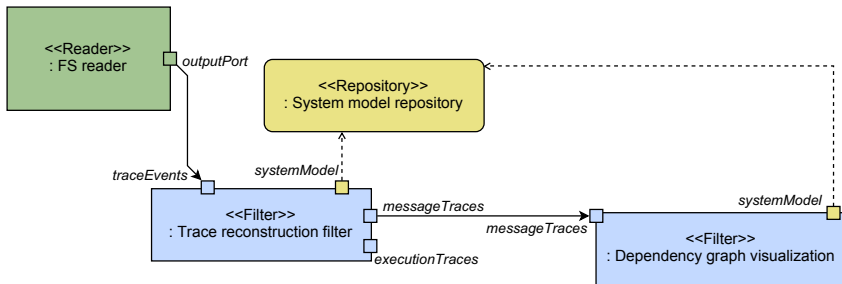 <<Reader>>
: FS reader
outputPort
<<Repository>>
: System model repository
traceEvents
systemModel
<<Filter>>
: Trace reconstruction filter
messageTraces
messageTraces
executionTraces
systemModel
<<Filter>>
: Dependency graph visualization